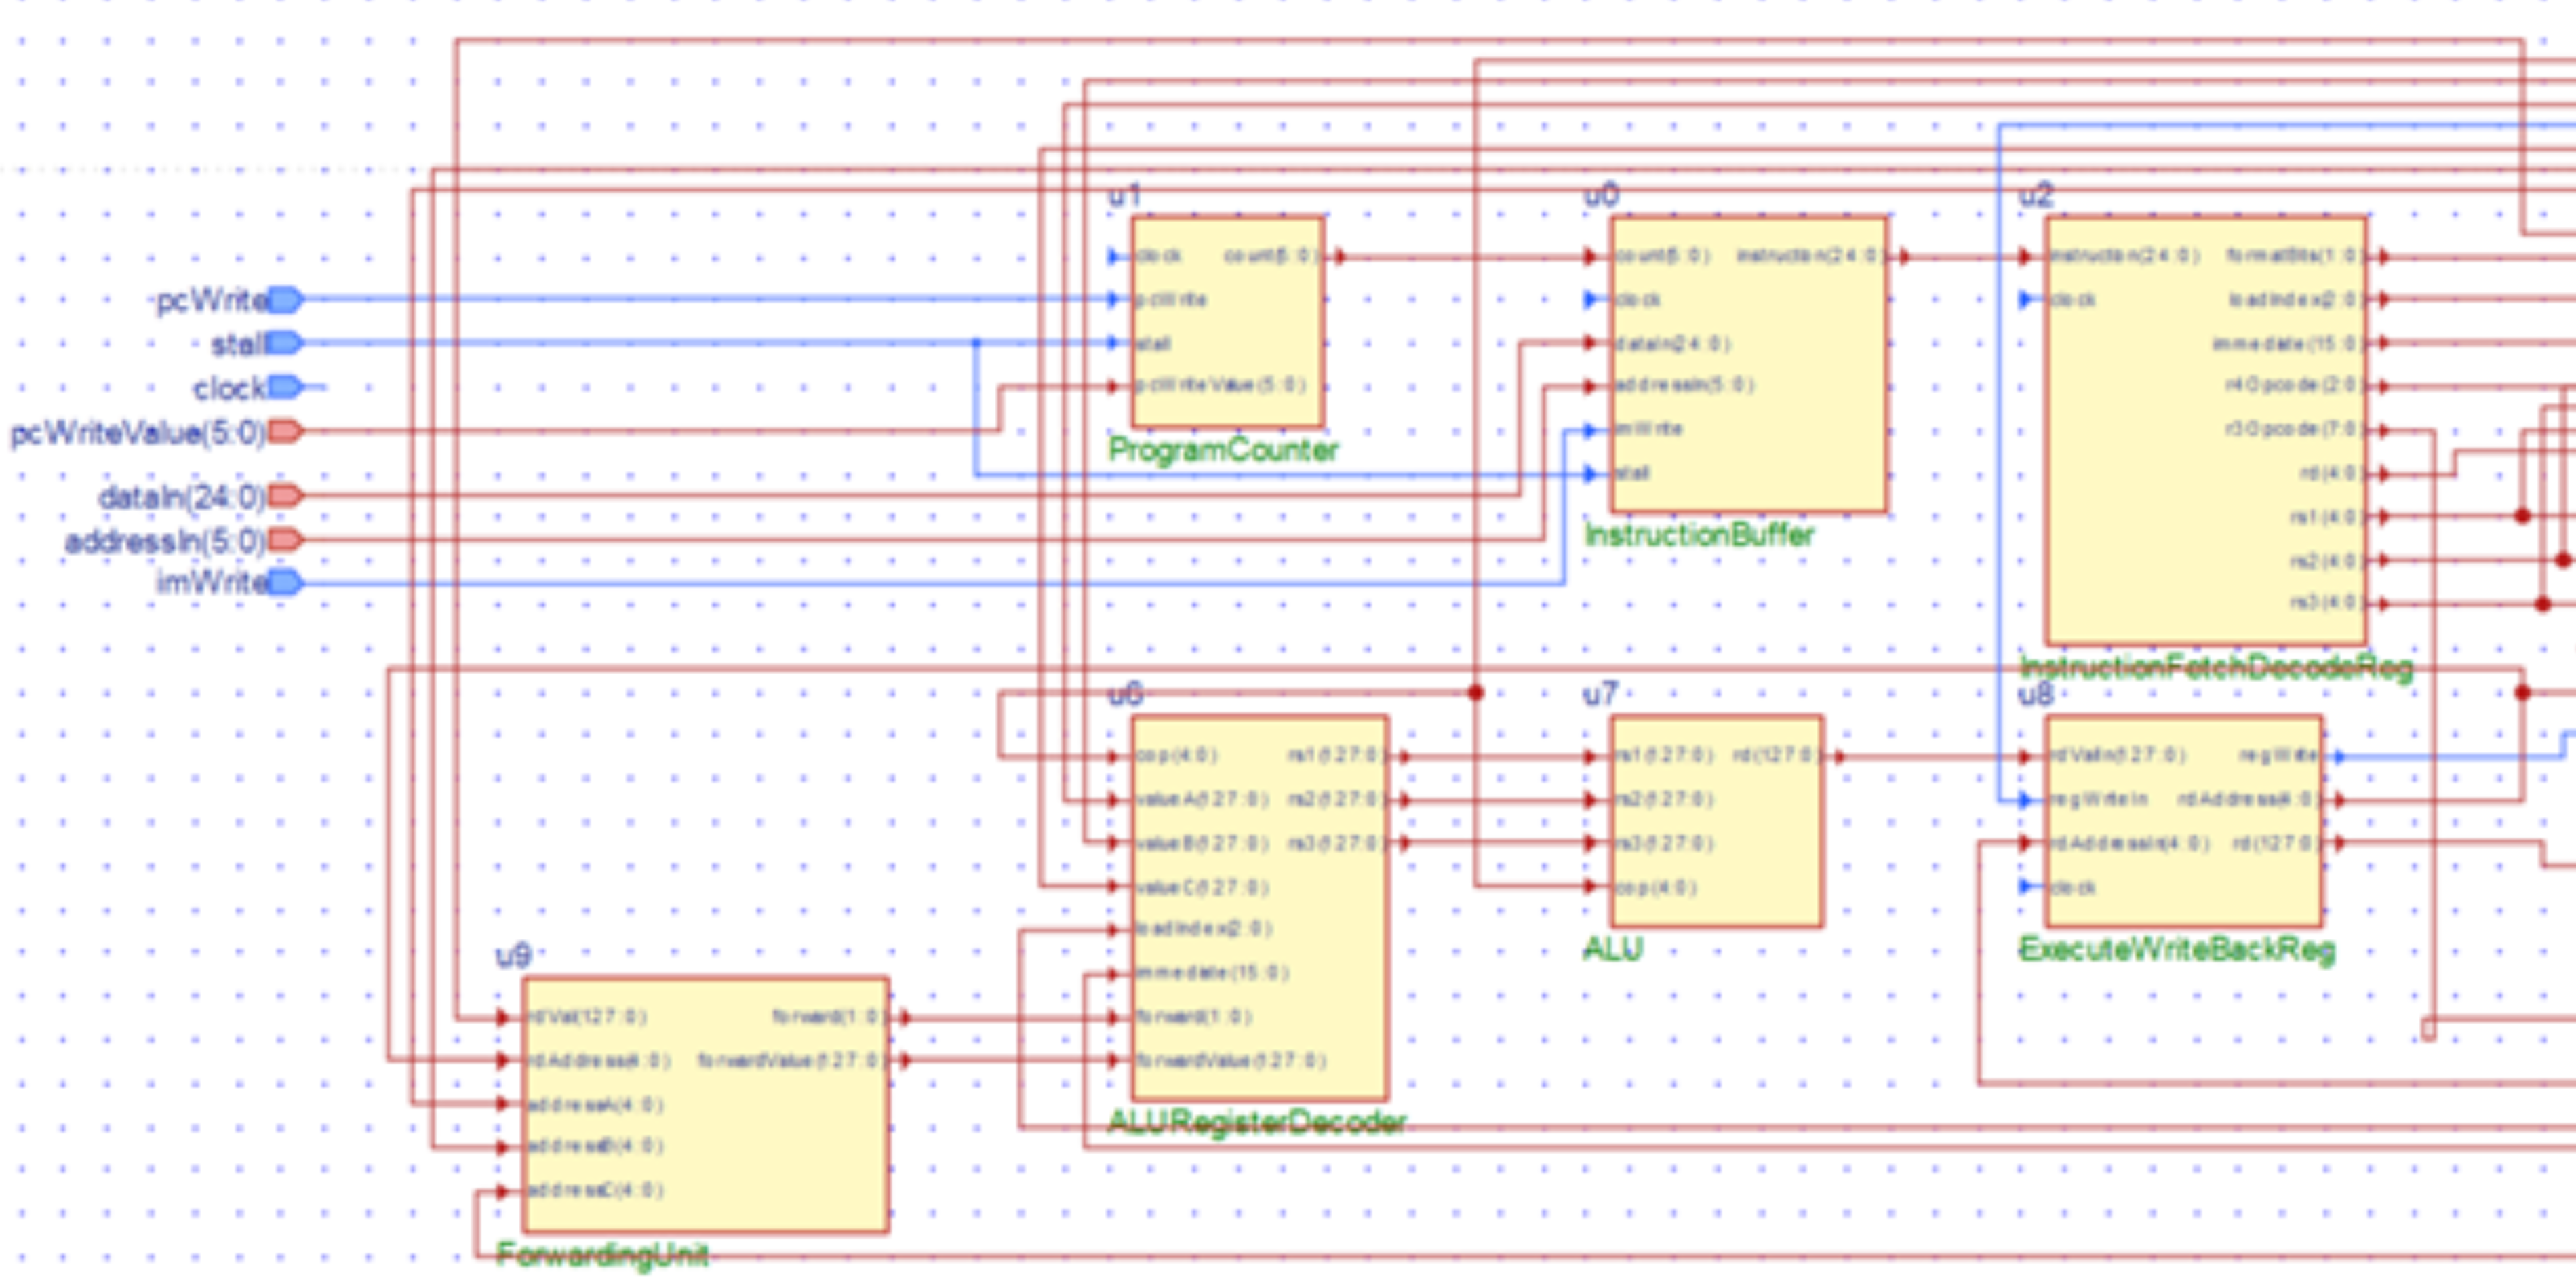 pcWrite
stall
clock
pcWriteValue(5:0)
dataIn(24:0)
addressIn(5:0)
imWrite
u1
clock count(5:0)
pcWrite
stall
pcWriteValue(5:0)
ProgramCounter
u0
count(5:0) instruction(24:0)
clock
dataIn(24:0)
addressIn(5:0)
imWrite
stall
InstructionBuffer
u2
instruction(24:0) formatBits(1:0)
clock loadIndex(2:0)
immediate(15:0)
r4Opcode(2:0)
r3Opcode(7:0)
rd(4:0)
rs1(4:0)
rs2(4:0)
rs3(4:0)
InstructionFetchDecodeReg
u6
cop(4:0) rs1(127:0)
valueA(127:0) rs2(127:0)
valueB(127:0) rs3(127:0)
valueC(127:0)
loadIndex(2:0)
immediate(15:0)
forward(1:0)
forwardValue(127:0)
ALURegisterDecoder
u7
rs1(127:0) rd(127:0)
rs2(127:0)
rs3(127:0)
cop(4:0)
ALU
u8
rdValIn(127:0) regWrite
regWriteIn rdAddress(4:0)
rdAddressIn(4:0) rd(127:0)
clock
ExecuteWriteBackReg
u9
rdVal(127:0) forward(1:0)
rdAddress(4:0) forwardValue(127:0)
addressA(4:0)
addressB(4:0)
addressC(4:0)
ForwardingUnit